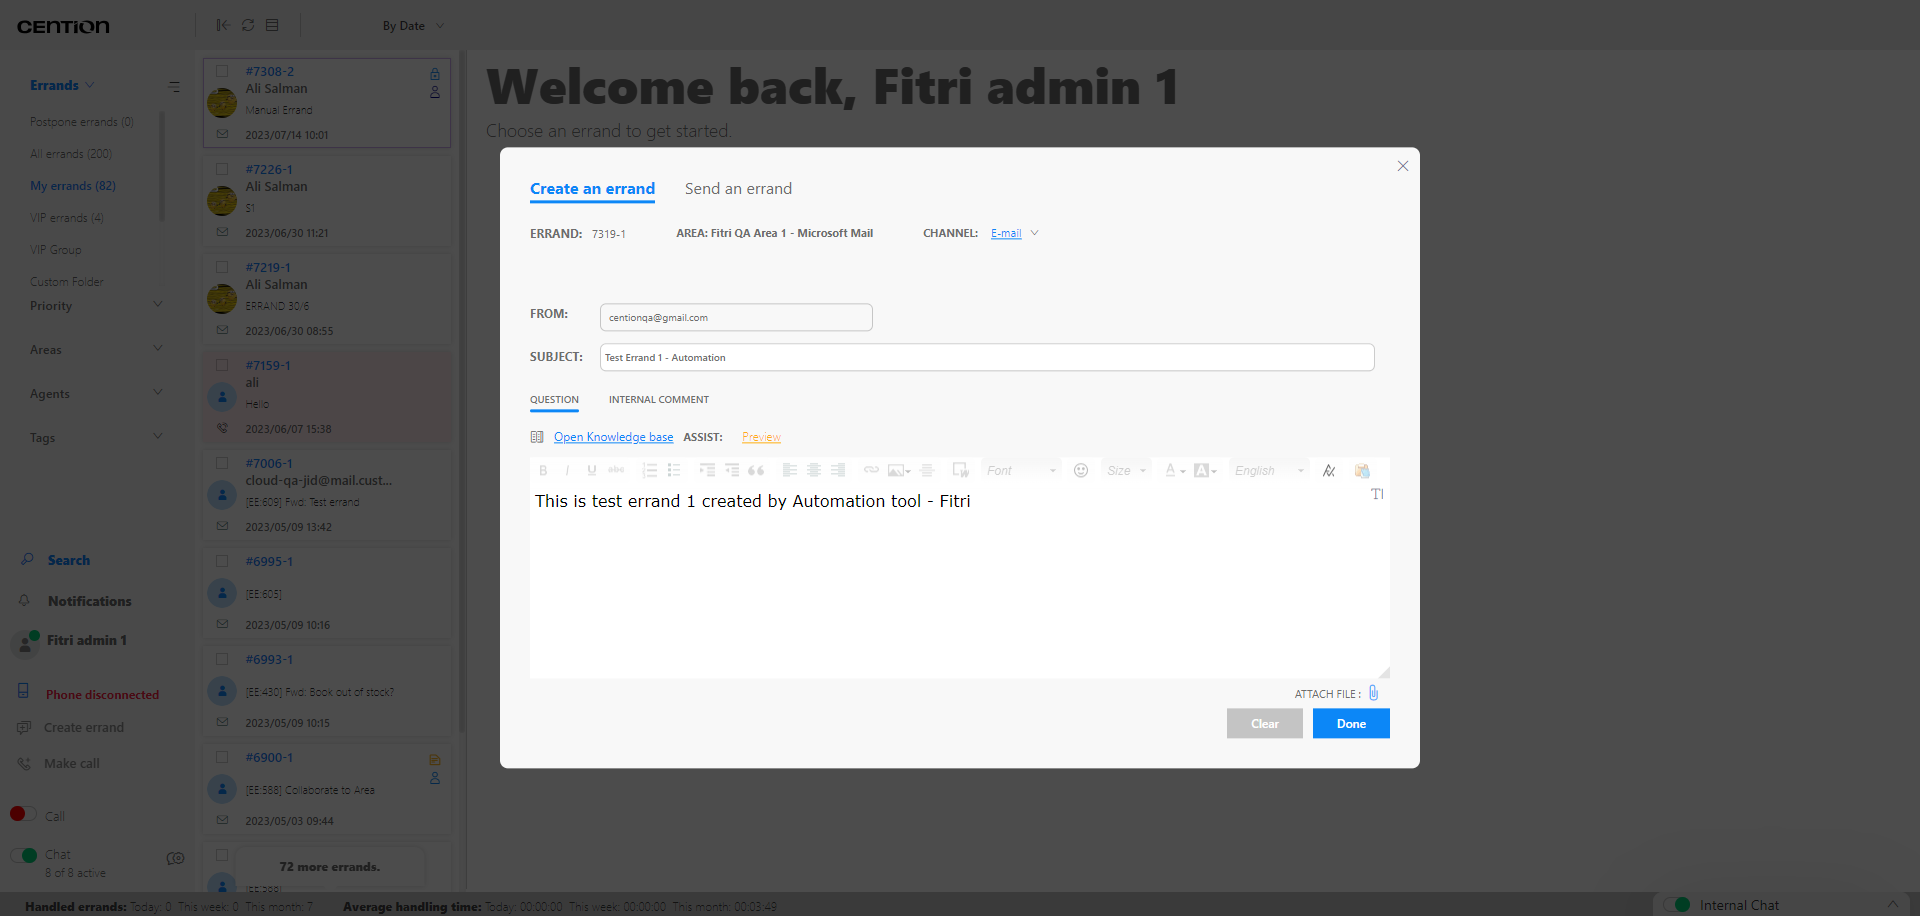 CENTION
By Date
Errands
Postpone errands (0)
All errands (200)
My errands (82)
VIP errands (4)
VIP Group
Custom Folder
Priority
Areas
Agents
Tags
Search
Notifications
Fitri admin 1
Phone disconnected
Create errand
Make call
Call
Chat
8 of 8 active
#7308-2
Ali Salman
Manual Errand
2023/07/14 10:01
#7226-1
Ali Salman
S1
2023/06/30 11:21
#7219-1
Ali Salman
ERRAND 30/6
2023/06/30 08:55
#7159-1
ali
Hello
2023/06/07 15:38
#7006-1
cloud-qa-jid@mail.cust...
[EE:609] Fwd: Test errand
2023/05/09 13:42
#6995-1
[EE:605]
2023/05/09 10:16
#6993-1
[EE:430] Fwd: Book out of stock?
2023/05/09 10:15
#6900-1
[EE:588] Collaborate to Area
2023/05/03 09:44
72 more errands.
Welcome back, Fitri admin 1
Choose an errand to get started.
Create an errand Send an errand
ERRAND: 7319-1 AREA: Fitri QA Area 1 - Microsoft Mail CHANNEL: E-mail
FROM: centionqa@gmail.com
SUBJECT: Test Errand 1 - Automation
QUESTION INTERNAL COMMENT
Open Knowledge base ASSIST: Preview
B I U abc Font Size A A English
This is test errand 1 created by Automation tool - Fitri
ATTACH FILE :
Clear Done
Handled errands: Today: 0 This week: 0 This month: 7 Average handling time: Today: 00:00:00 This week: 00:00:00 This month: 00:03:49
Internal Chat